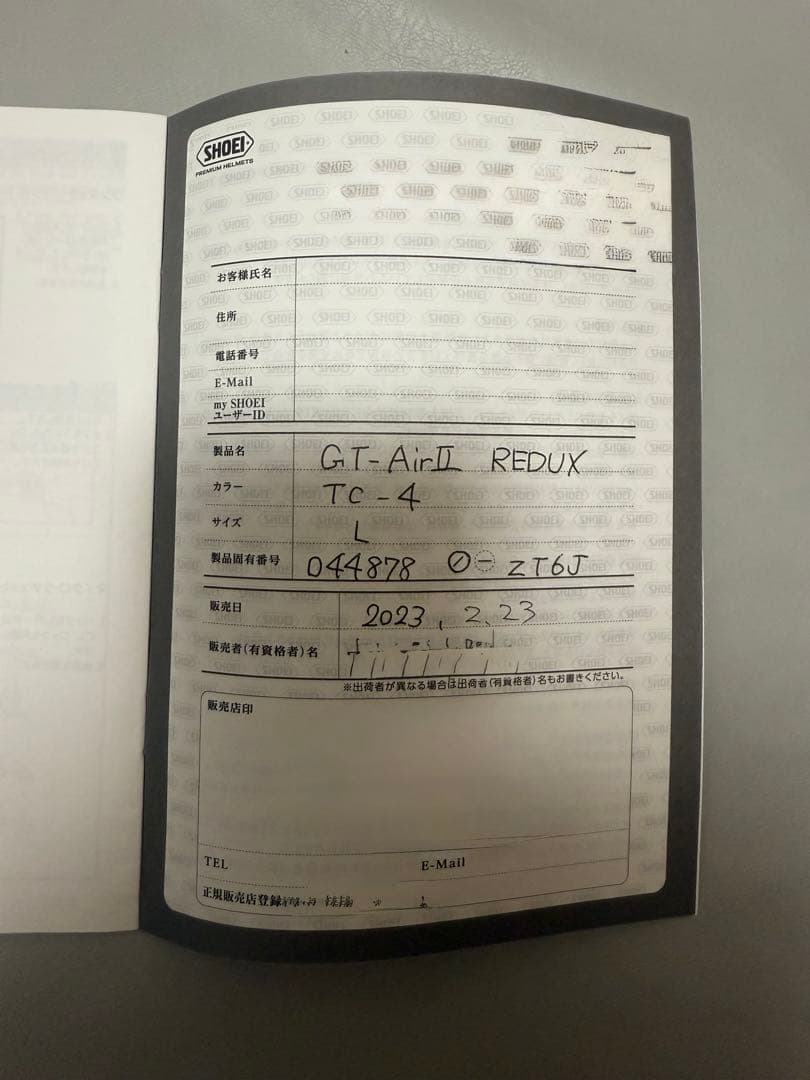 SHOEI
PREMIUM HELMETS
お客様氏名
住所
電話番号
E-Mail
my SHOEI
ユーザーID
製品名 GT-AirⅡ REDUX
カラー TC-4
サイズ L
製品固有番号 044878 ZT6J
販売日 2023, 2, 23
販売者(有資格者)名
※出荷者が異なる場合は出荷者(有資格者)名もお書きください。
販売店印
TEL E-Mail
正規販売店登録